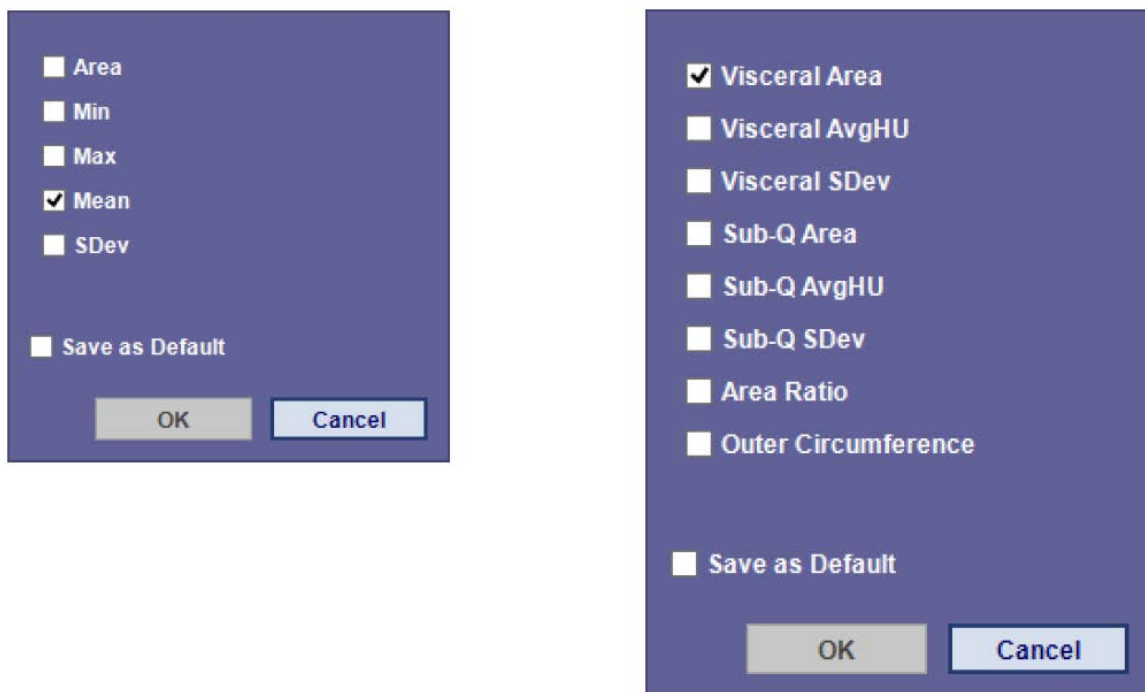 Area
Min
Max
Mean
SDev
Save as Default
OK Cancel
Visceral Area
Visceral AvgHU
Visceral SDev
Sub-Q Area
Sub-Q AvgHU
Sub-Q SDev
Area Ratio
Outer Circumference
Save as Default
OK Cancel